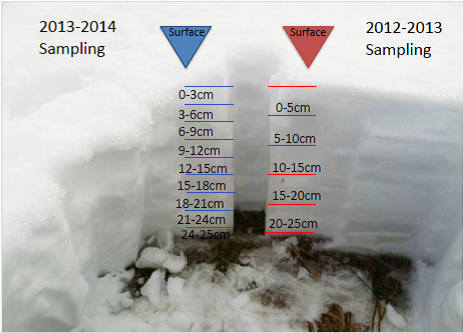 2013-2014
Sampling
Surface
0-3cm
3-6cm
6-9cm
9-12cm
12-15cm
15-18cm
18-21cm
21-24cm
24-25cm
Surface
2012-2013
Sampling
0-5cm
5-10cm
10-15cm
15-20cm
20-25cm